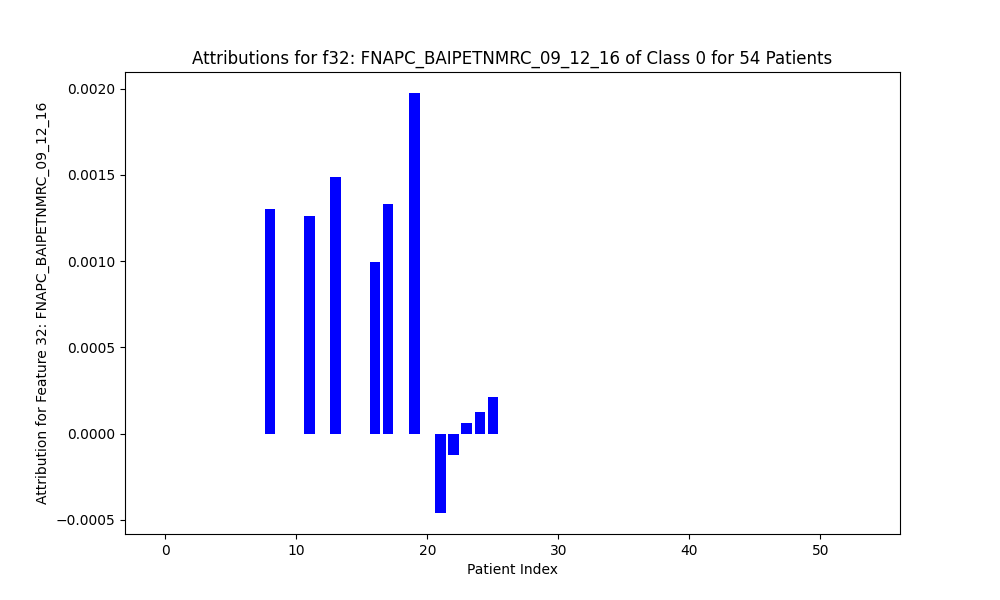 Attributions for f32: FNAPC_BAIPETNMRC_09_12_16 of Class 0 for 54 Patients
Attribution for Feature 32: FNAPC_BAIPETNMRC_09_12_16
0.0020
0.0015
0.0010
0.0005
0.0000
−0.0005
0 10 20 30 40 50
Patient Index